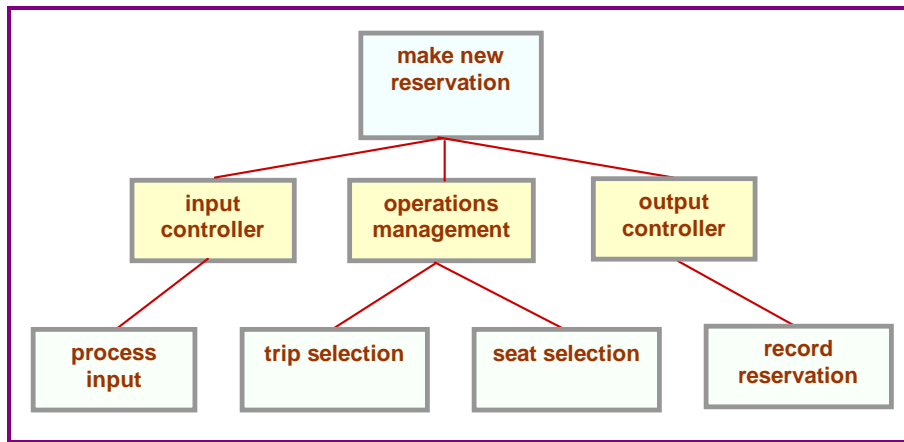 make new
reservation
input
controller
operations
management
output
controller
process
input
trip selection
seat selection
record
reservation